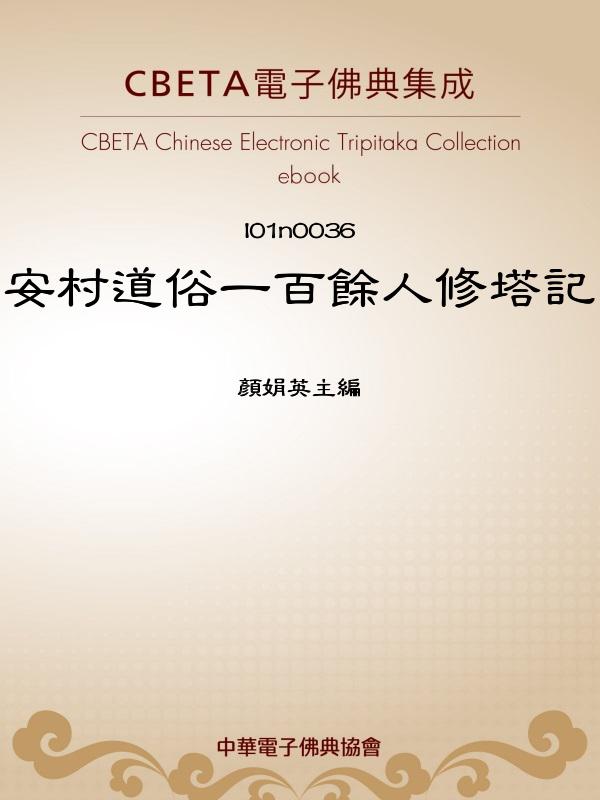 CBETA電子佛典集成
CBETA Chinese Electronic Tripitaka Collection
ebook
I01n0036
安村道俗一百餘人修塔記
顏娟英主編
中華電子佛典協會